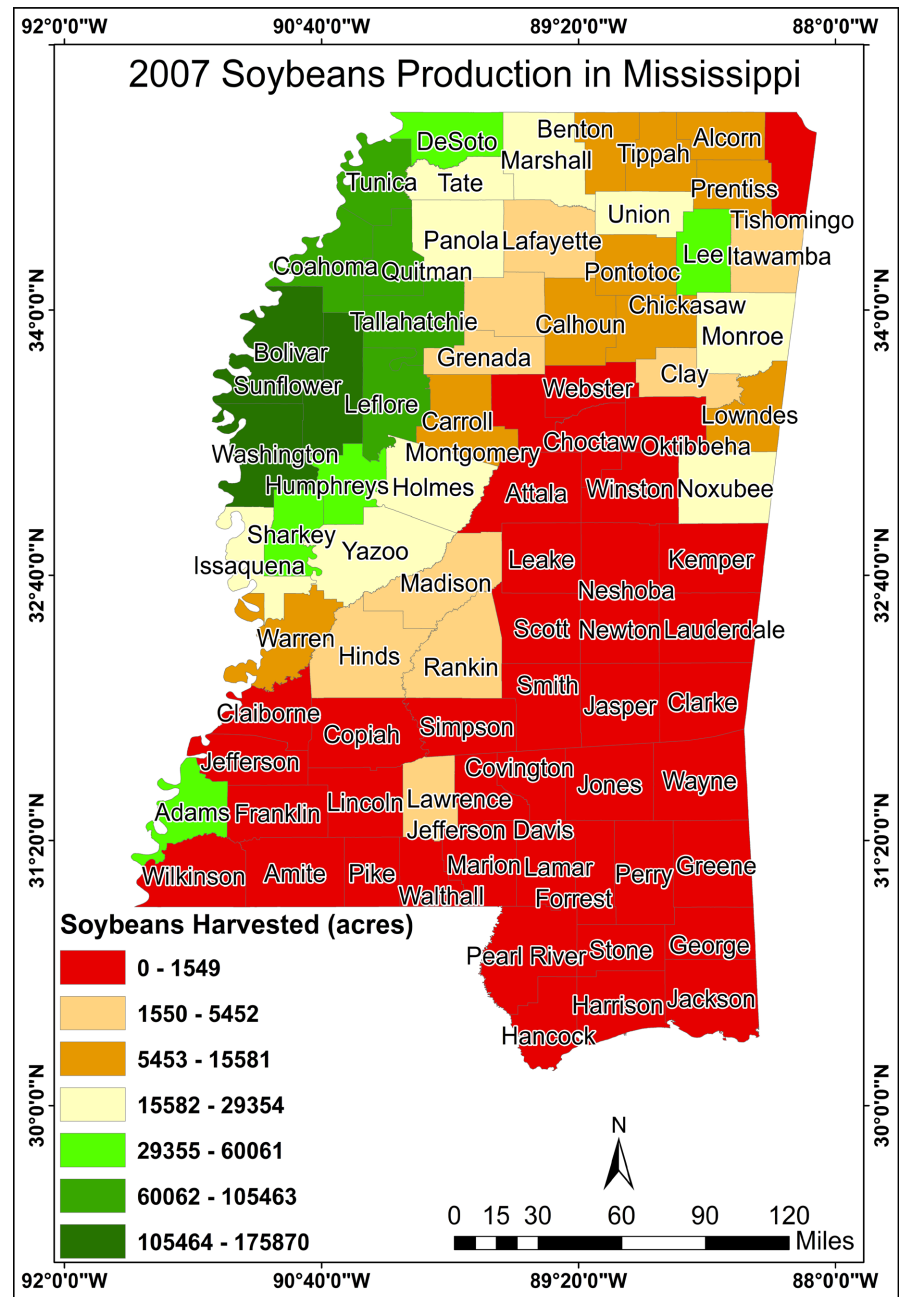 92°0'0"W 90°40'0"W 89°20'0"W 88°0'0"W
2007 Soybeans Production in Mississippi
Benton
DeSoto
Alcorn
Marshall
Tippah
Tunica
Tate
Prentiss
Union
Tishomingo
Panola
Lafayette
Lee
Itawamba
Coahoma
Quitman
Pontotoc
34°0'0"N
34°0'0"N
Chickasaw
Tallahatchie
Calhoun
Monroe
Bolivar
Grenada
Clay
Sunflower
Webster
Leflore
Carroll
Lowndes
Choctaw
Oktibbeha
Washington
Montgomery
Humphreys
Holmes
Attala
Winston
Noxubee
Sharkey
Yazoo
Issaquena
Leake
Kemper
32°40'0"N
32°40'0"N
Madison
Neshoba
Warren
Scott
Newton
Lauderdale
Hinds
Rankin
Smith
Jasper
Clarke
Claiborne
Copiah
Simpson
Jefferson
Covington
Jones
Wayne
Adams
Franklin
Lincoln
Lawrence
Jefferson Davis
31°20'0"N
31°20'0"N
Wilkinson
Amite
Pike
Marion
Lamar
Perry
Greene
Walthall
Forrest
Pearl River
Stone
George
Harrison
Jackson
Hancock
Soybeans Harvested (acres)
0 - 1549
1550 - 5452
5453 - 15581
15582 - 29354
29355 - 60061
60062 - 105463
105464 - 175870
30°0'0"N
30°0'0"N
N
0 15 30 60 90 120
Miles
92°0'0"W 90°40'0"W 89°20'0"W 88°0'0"W